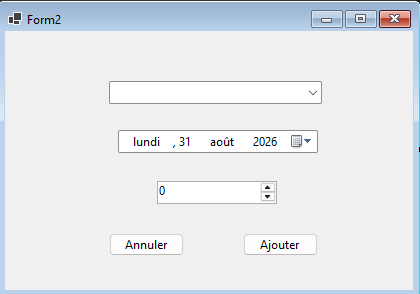 Form2
lundi , 31 août 2026
0
Annuler Ajouter